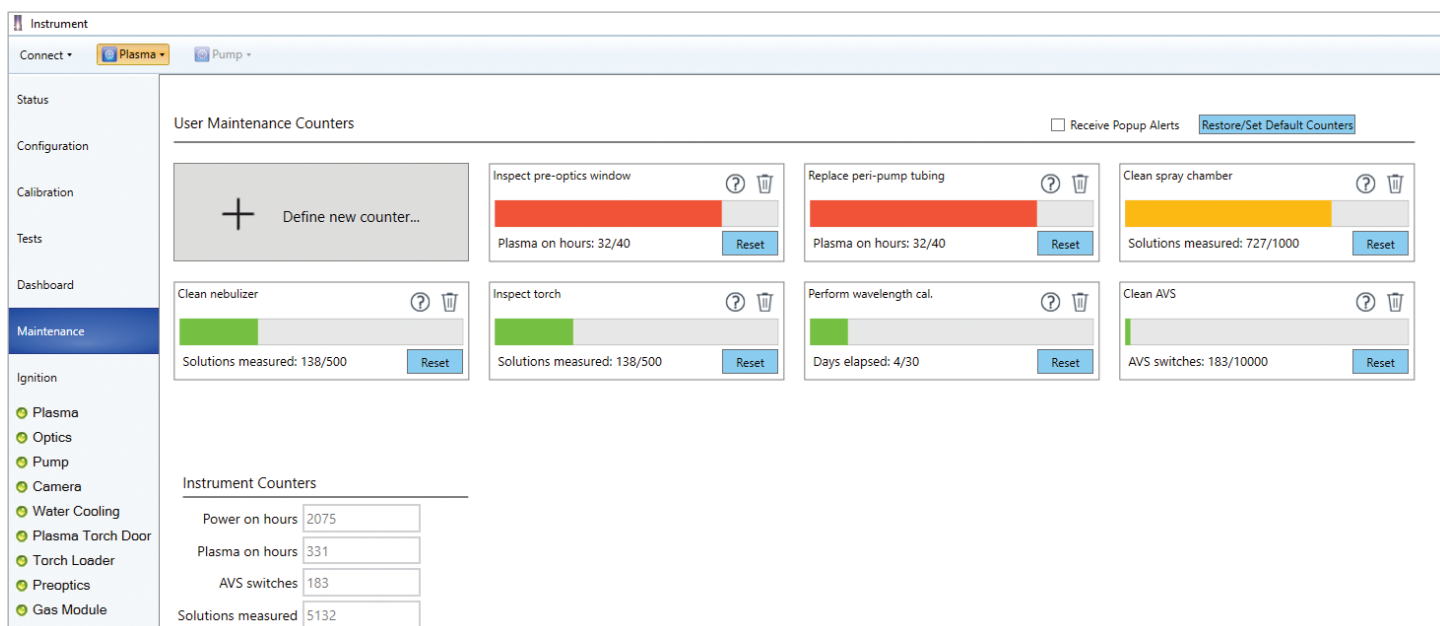 Instrument
Connect
Plasma
Pump
Status
Configuration
Calibration
Tests
Dashboard
Maintenance
Ignition
Plasma
Optics
Pump
Camera
Water Cooling
Plasma Torch Door
Torch Loader
Preoptics
Gas Module
User Maintenance Counters
Receive Popup Alerts
Restore/Set Default Counters
+ Define new counter...
Inspect pre-optics window
?
Plasma on hours: 32/40
Reset
Replace peri-pump tubing
?
Plasma on hours: 32/40
Reset
Clean spray chamber
?
Solutions measured: 727/1000
Reset
Clean nebulizer
?
Solutions measured: 138/500
Reset
Inspect torch
?
Solutions measured: 138/500
Reset
Perform wavelength cal.
?
Days elapsed: 4/30
Reset
Clean AVS
?
AVS switches: 183/10000
Reset
Instrument Counters
Power on hours 2075
Plasma on hours 331
AVS switches 183
Solutions measured 5132